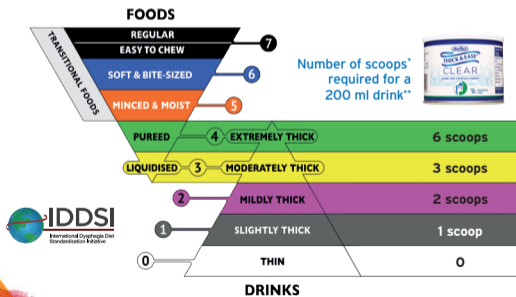 FOODS
REGULAR
EASY TO CHEW
7
TRANSITIONAL FOODS
SOFT & BITE-SIZED
6
MINCED & MOIST
5
Number of scoops*
required for a
200 ml drink**
THICK & EASY
CLEAR
PUREED
4
EXTREMELY THICK
6 scoops
LIQUIDISED
3
MODERATELY THICK
3 scoops
2
MILDLY THICK
2 scoops
1
SLIGHTLY THICK
1 scoop
0
THIN
0
IDDSI
International Dysphagia Diet
Standardisation Initiative
DRINKS